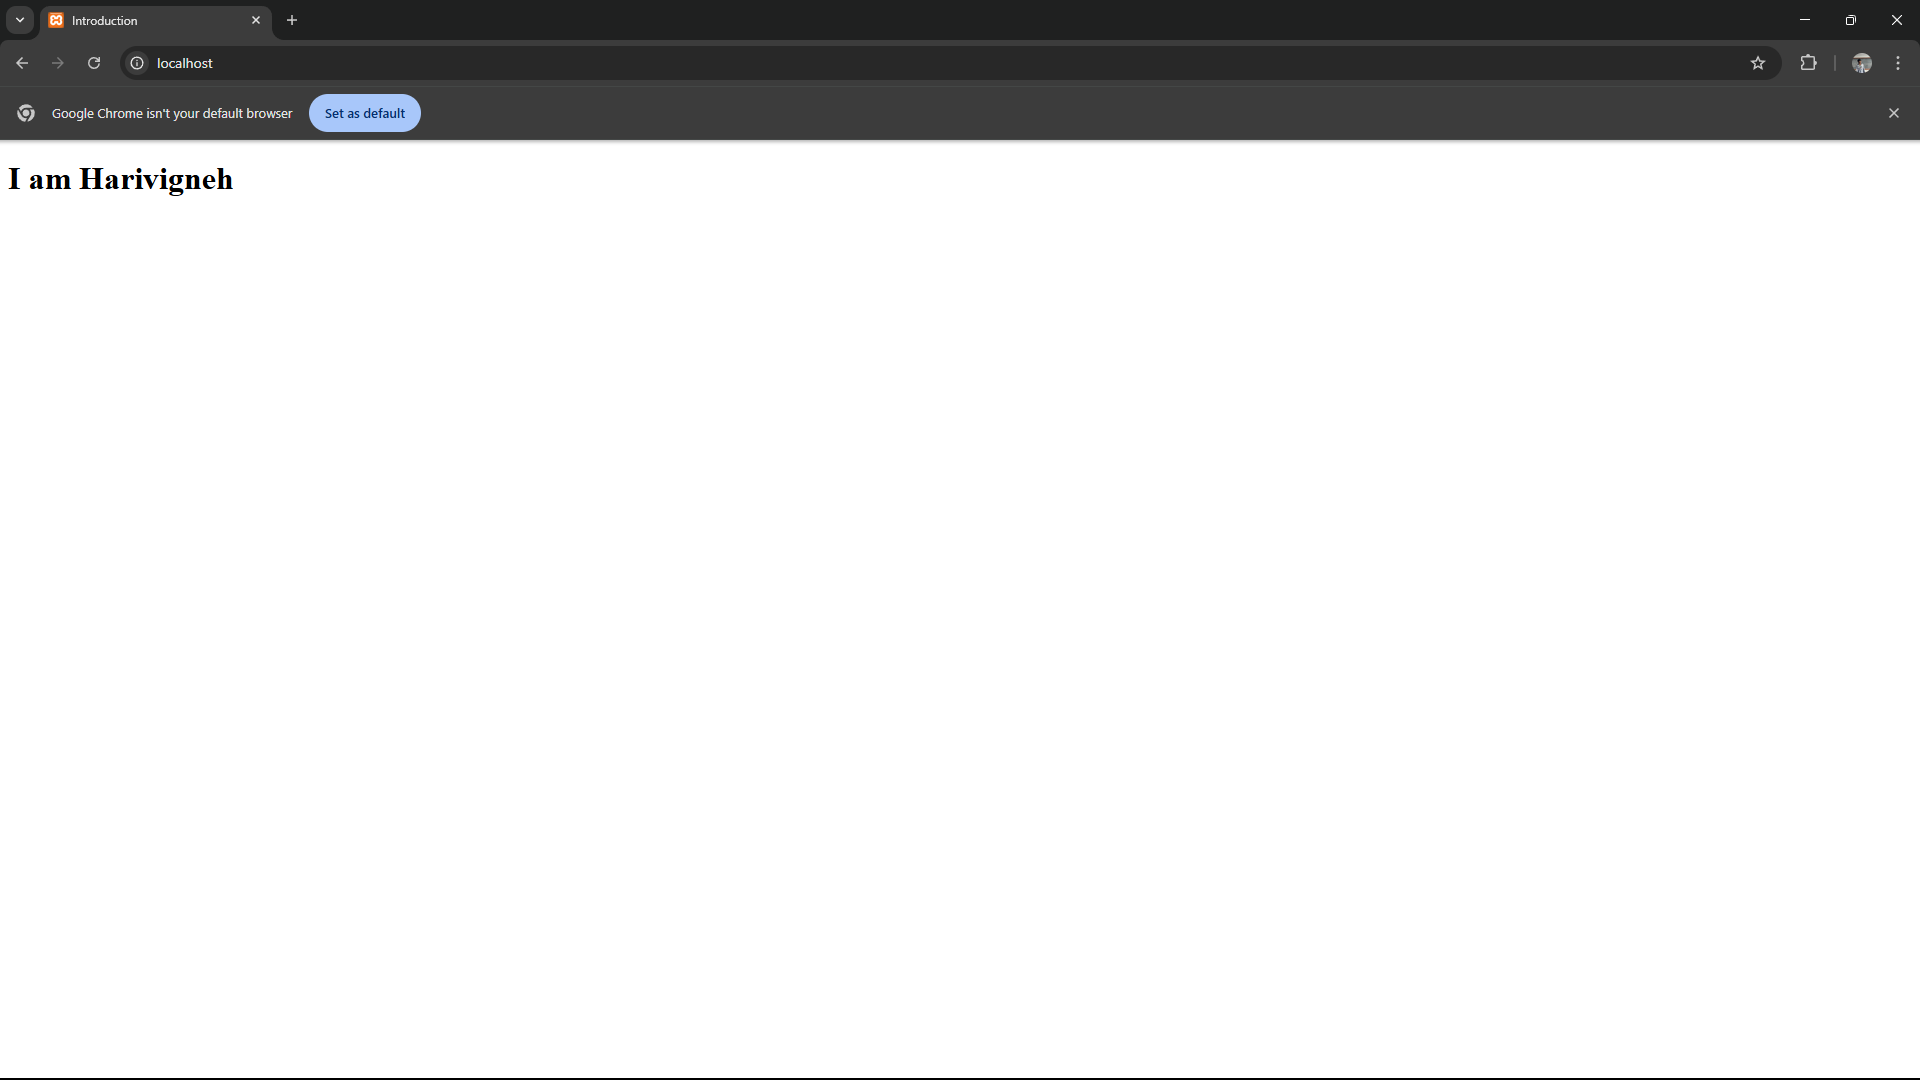 Introduction
localhost
Google Chrome isn't your default browser
Set as default
I am Harivigneh